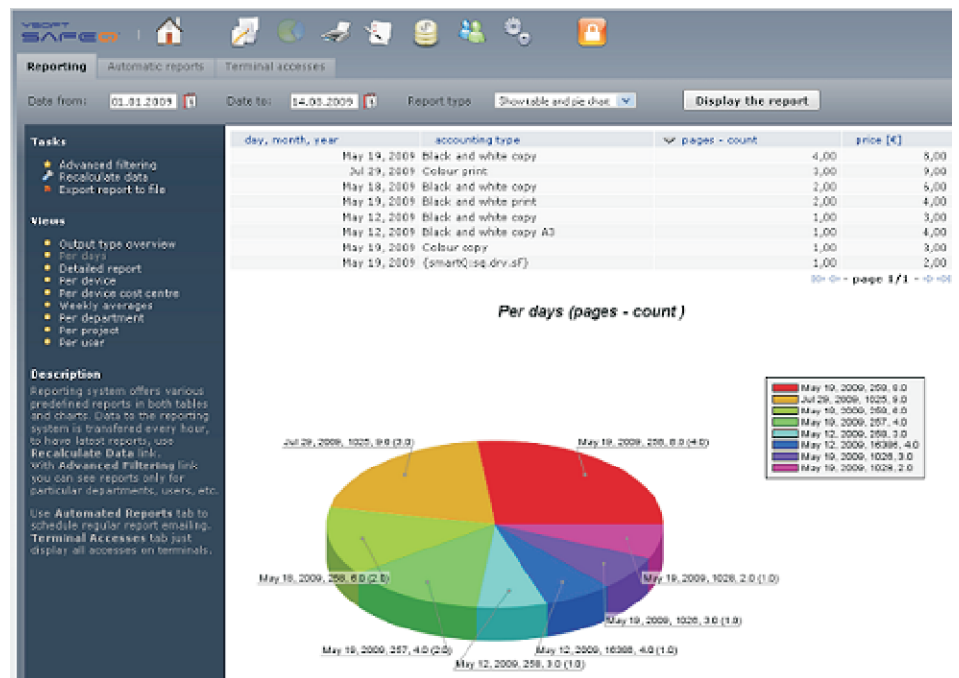 YSOFT
SAFEQ
Reporting Automatic reports Terminal accesses
Date from: 01.01.2009 Date to: 14.08.2009 Report type Show table and pie chart Display the report
Tasks
Advanced filtering
Recalculate data
Export report to file
Views
Output type overview
Per days
Detailed report
Per device
Per device cost centre
Weekly averages
Per department
Per project
Per user
Description
Reporting system offers various
predefined reports in both tables
and charts. Data to the reporting
system is transfered every hour,
to have latest reports, use
Recalculate Data link.
With Advanced Filtering link
you can see reports only for
particular departments, users, etc.
Use Automated Reports tab to
schedule regular report emailing.
Terminal Accesses tab just
display all accesses on terminals.
day, month, year accounting type pages - count price [€]
May 19, 2009 Black and white copy 4,00 8,00
Jul 29, 2009 Colour print 3,00 9,00
May 18, 2009 Black and white copy 2,00 6,00
May 19, 2009 Black and white print 2,00 4,00
May 12, 2009 Black and white copy 1,00 3,00
May 12, 2009 Black and white copy A3 1,00 4,00
May 19, 2009 Colour copy 1,00 3,00
May 19, 2009 {smartQ:sq.drv.sF} 1,00 2,00
- page 1/1 -
Per days (pages - count )
May 19, 2009, 258, 8.0
Jul 29, 2009, 1025, 9.0
May 18, 2009, 258, 6.0
May 19, 2009, 257, 4.0
May 12, 2009, 258, 3.0
May 12, 2009, 16386, 4.0
May 19, 2009, 1026, 3.0
May 19, 2009, 1028, 2.0
Jul 29, 2009, 1025, 9.0 (3.0)
May 19, 2009, 258, 8.0 (4.0)
May 18, 2009, 258, 6.0 (2.0)
May 19, 2009, 1028, 2.0 (1.0)
May 19, 2009, 1026, 3.0 (1.0)
May 19, 2009, 257, 4.0 (2.0)
May 12, 2009, 16386, 4.0 (1.0)
May 12, 2009, 258, 3.0 (1.0)